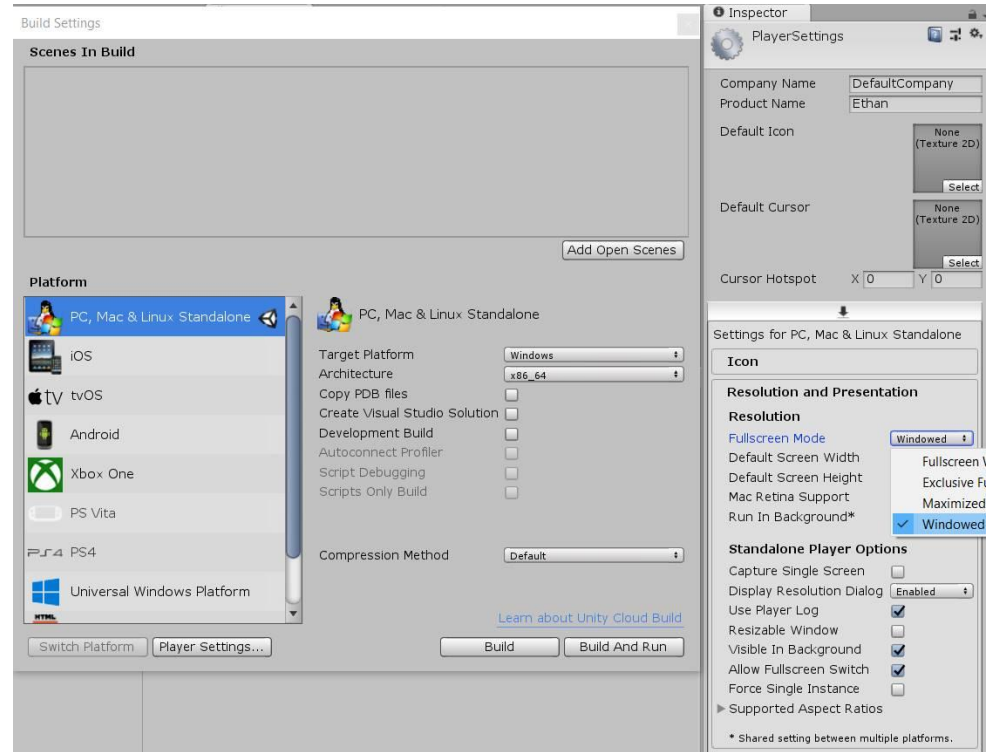 Build Settings
Scenes In Build
Add Open Scenes
Platform
PC, Mac & Linux Standalone
iOS
tv tvOS
Android
Xbox One
PS Vita
PS4 PS4
Universal Windows Platform
HTML
Switch Platform
Player Settings...
PC, Mac & Linux Standalone
Target Platform Windows
Architecture x86_64
Copy PDB files
Create Visual Studio Solution
Development Build
Autoconnect Profiler
Script Debugging
Scripts Only Build
Compression Method Default
Learn about Unity Cloud Build
Build
Build And Run
Inspector
PlayerSettings
Company Name DefaultCompany
Product Name Ethan
Default Icon
None
(Texture 2D)
Select
Default Cursor
None
(Texture 2D)
Select
Cursor Hotspot X 0 Y 0
Settings for PC, Mac & Linux Standalone
Icon
Resolution and Presentation
Resolution
Fullscreen Mode Windowed
Default Screen Width
Default Screen Height
Mac Retina Support
Run In Background*
Fullscreen
Exclusive
Maximized
Windowed
Standalone Player Options
Capture Single Screen
Display Resolution Dialog Enabled
Use Player Log
Resizable Window
Visible In Background
Allow Fullscreen Switch
Force Single Instance
Supported Aspect Ratios
* Shared setting between multiple platforms.